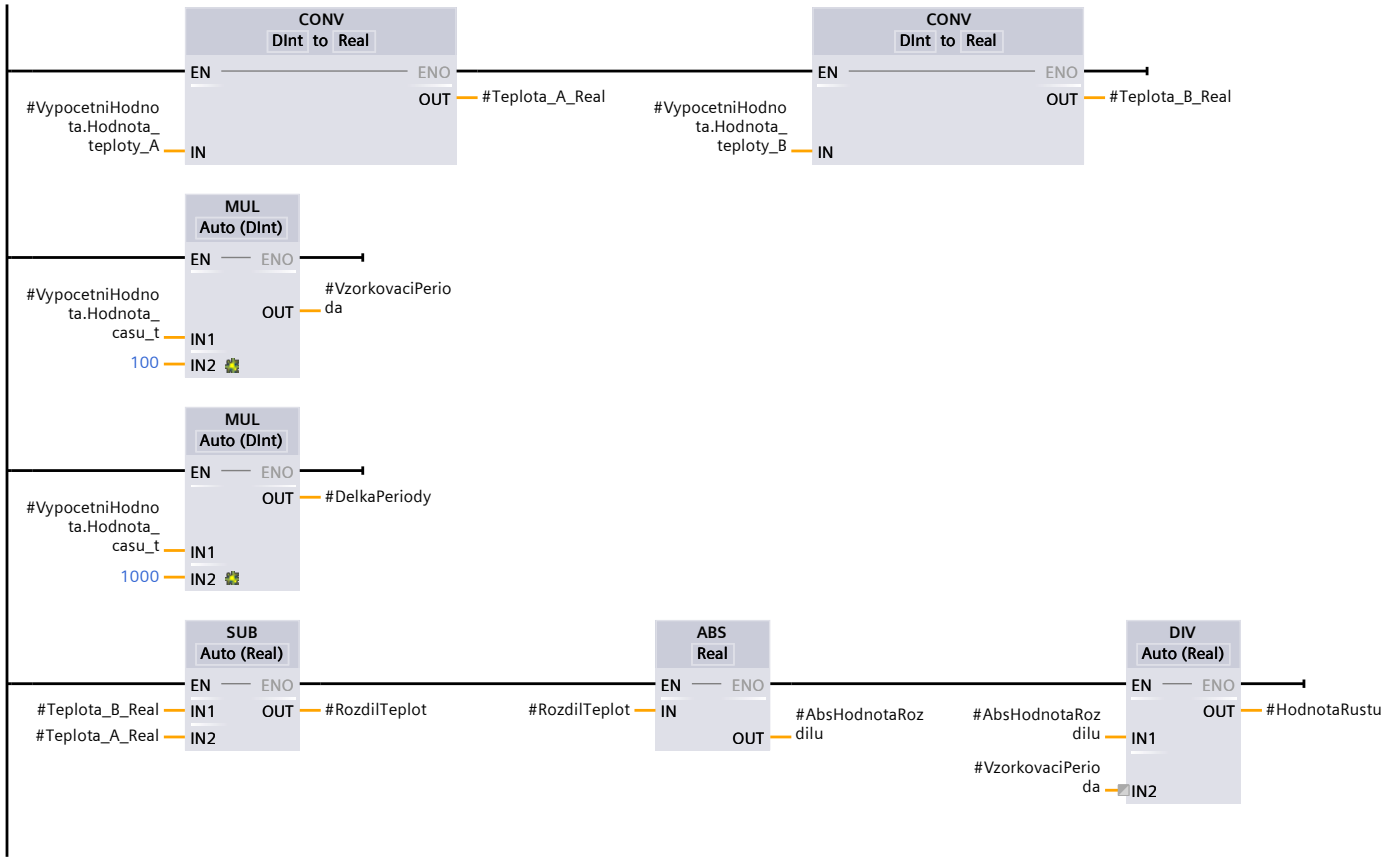 CONV
DInt to Real
EN
ENO
#VypocetniHodno
ta.Hodnota_
teploty_A
IN
OUT
#Teplota_A_Real
CONV
DInt to Real
EN
ENO
#VypocetniHodno
ta.Hodnota_
teploty_B
IN
OUT
#Teplota_B_Real
MUL
Auto (DInt)
EN
ENO
#VypocetniHodno
ta.Hodnota_
casu_t
IN1
100
IN2
OUT
#VzorkovaciPerio
da
MUL
Auto (DInt)
EN
ENO
#VypocetniHodno
ta.Hodnota_
casu_t
IN1
1000
IN2
OUT
#DelkaPeriody
SUB
Auto (Real)
EN
ENO
#Teplota_B_Real
IN1
#Teplota_A_Real
IN2
OUT
#RozdilTeplot
ABS
Real
EN
ENO
#RozdilTeplot
IN
OUT
#AbsHodnotaRoz
dilu
DIV
Auto (Real)
EN
ENO
#AbsHodnotaRoz
dilu
IN1
#VzorkovaciPerio
da
IN2
OUT
#HodnotaRustu